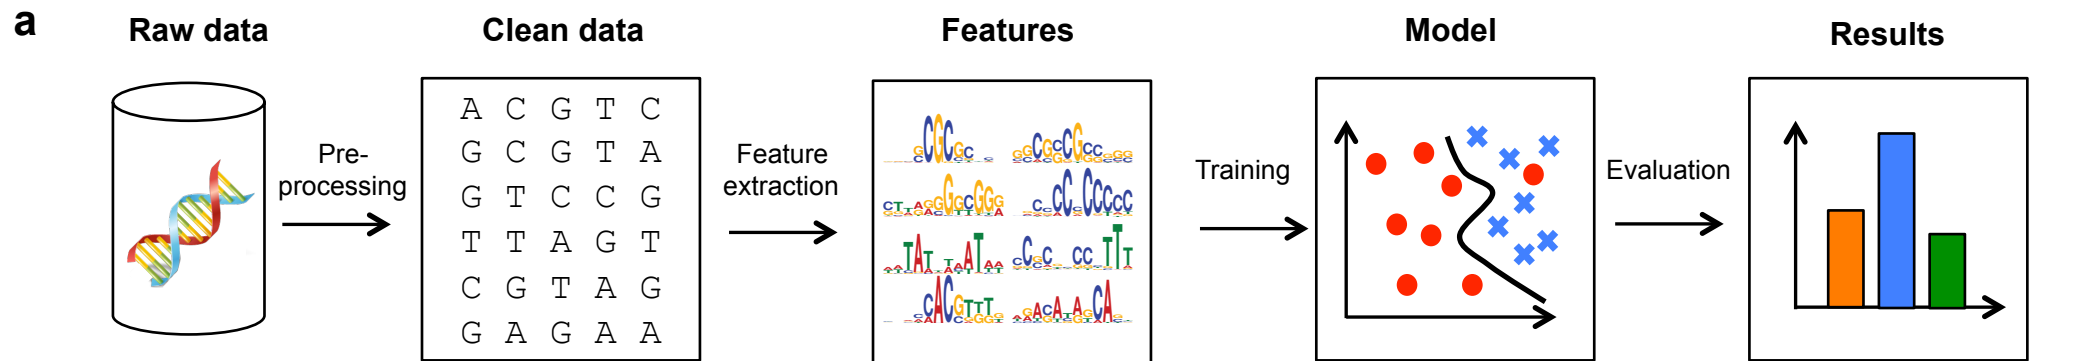 a
Raw data
Clean data
Features
Model
Results
Pre-
processing
A C G T C
G C G T A
G T C C G
T T A G T
C G T A G
G A G A A
Feature
extraction
Training
Evaluation